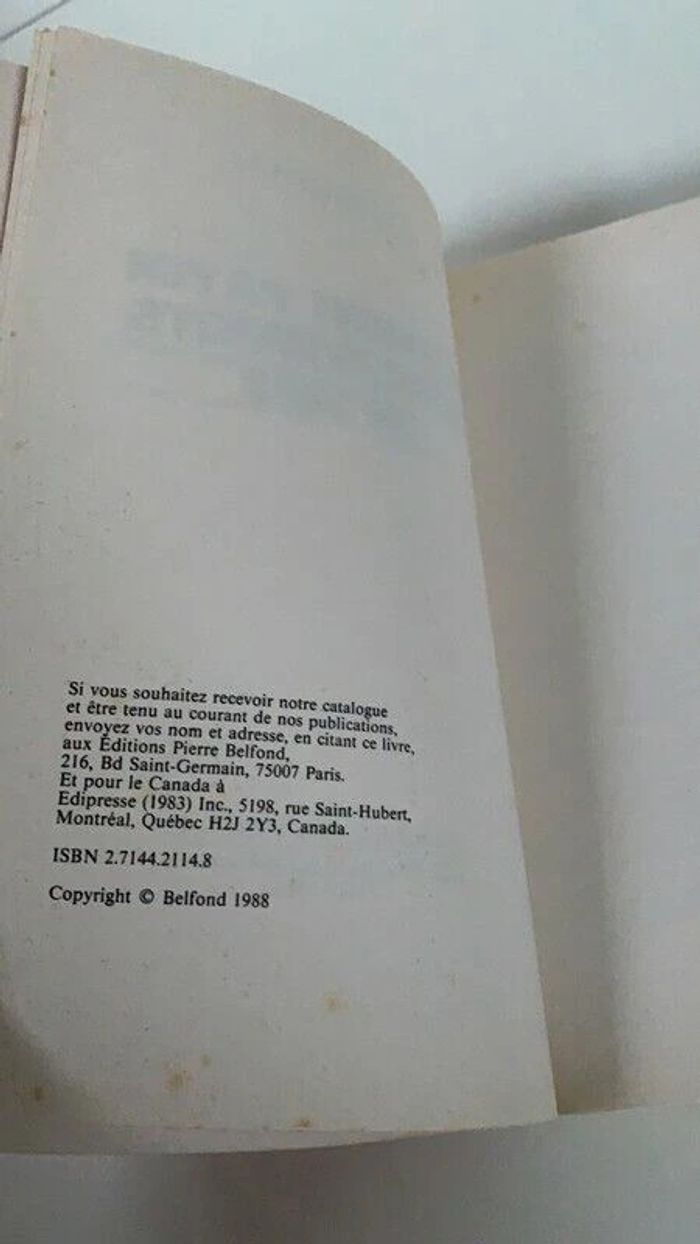 Si vous souhaitez recevoir notre catalogue
et être tenu au courant de nos publications,
envoyez vos nom et adresse, en citant ce livre,
aux Éditions Pierre Belfond,
216, Bd Saint-Germain, 75007 Paris.
Et pour le Canada à
Edipresse (1983) Inc., 5198, rue Saint-Hubert,
Montréal, Québec H2J 2Y3, Canada.
ISBN 2.7144.2114.8
Copyright © Belfond 1988